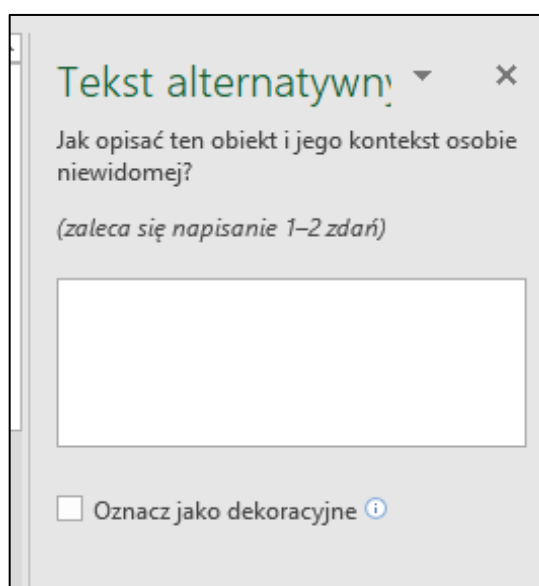 Tekst alternatywny
Jak opisać ten obiekt i jego kontekst osobie
niewidomej?
(zaleca się napisanie 1–2 zdań)
Oznacz jako dekoracyjne